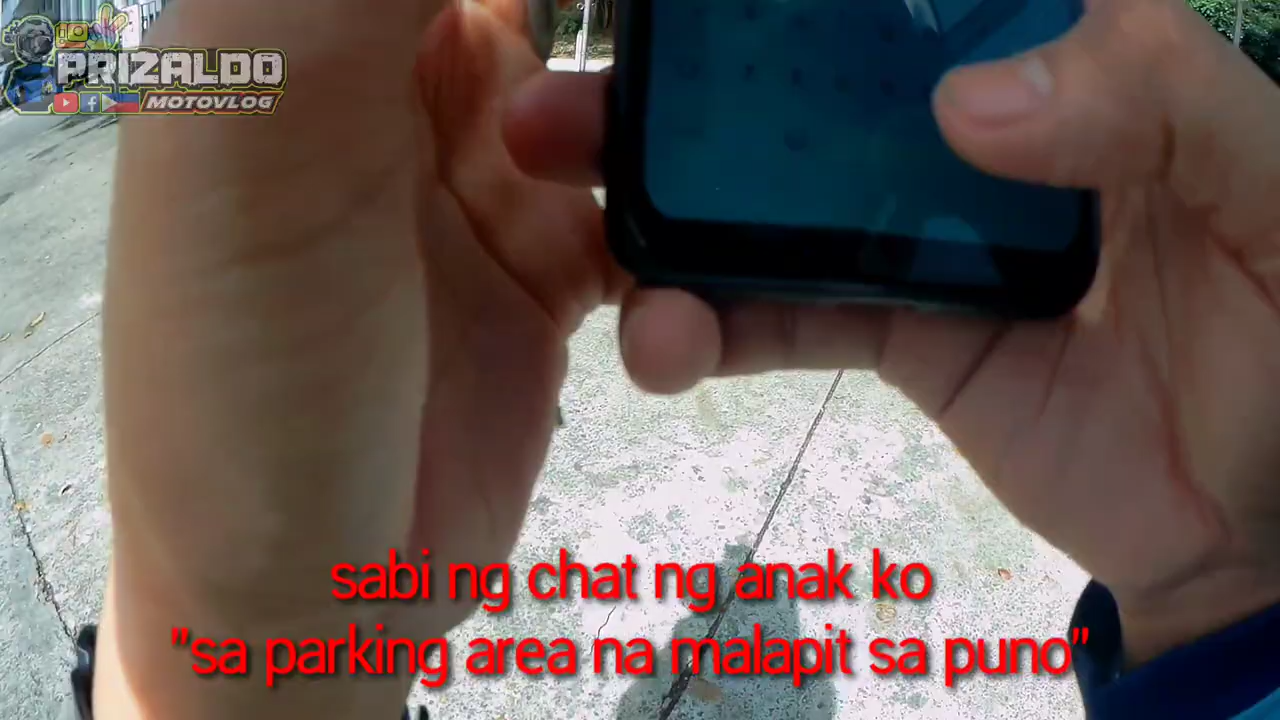 PRIZALDO
MOTOVLOG
sabi ng chat ng anak ko
"sa parking area na malapit sa puno"